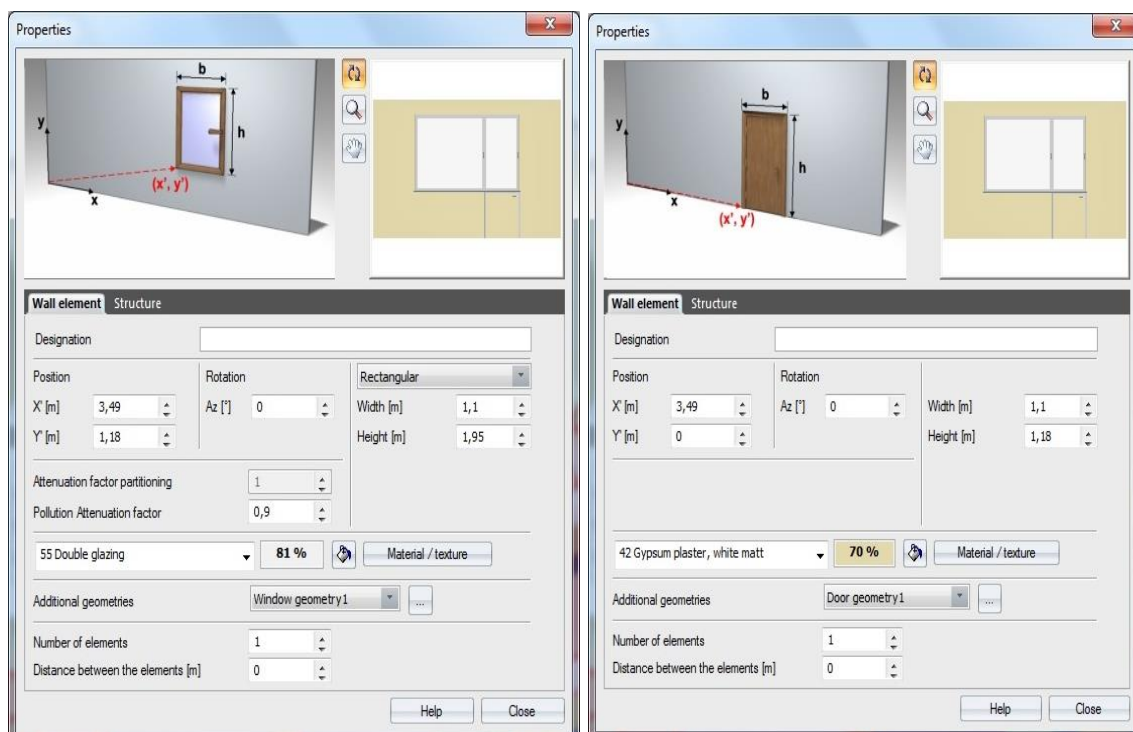 Properties
x
b
y
h
(x', y')
x
Wall element Structure
Designation
Position Rotation Rectangular
X' [m] 3,49 Az [°] 0 Width [m] 1,1
Y' [m] 1,18 Height [m] 1,95
Attenuation factor partitioning 1
Pollution Attenuation factor 0,9
55 Double glazing 81 % Material / texture
Additional geometries Window geometry1 ...
Number of elements 1
Distance between the elements [m] 0
Help Close
Properties
x
b
y
h
x
(x', y')
Wall element Structure
Designation
Position Rotation
X' [m] 3,49 Az [°] 0 Width [m] 1,1
Y' [m] 0 Height [m] 1,18
42 Gypsum plaster, white matt 70 % Material / texture
Additional geometries Door geometry1 ...
Number of elements 1
Distance between the elements [m] 0
Help Close